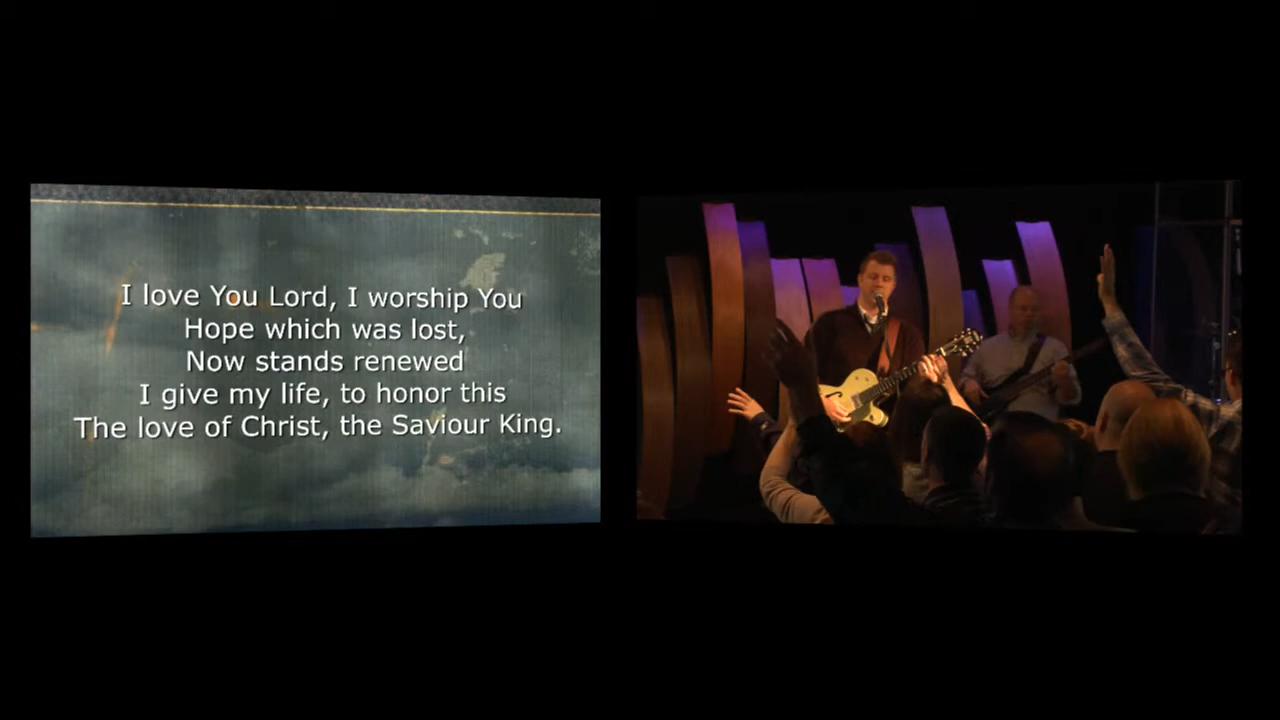 I love You Lord, I worship You
Hope which was lost,
Now stands renewed
I give my life, to honor this
The love of Christ, the Saviour King.